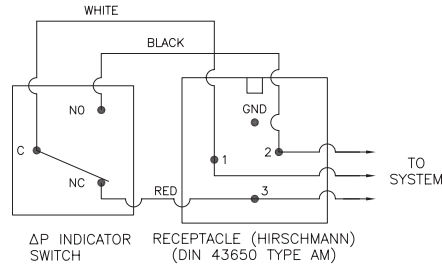 WHITE
BLACK
NO
GND
C
1
2
NC
RED
3
TO
SYSTEM
ΔP INDICATOR
SWITCH
RECEPTACLE (HIRSCHMANN)
(DIN 43650 TYPE AM)